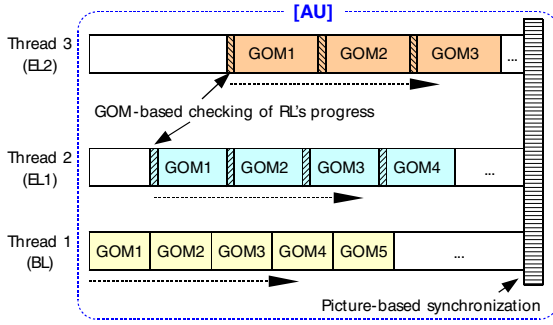 [AU]
Thread 3
(EL2)
GOM1 GOM2 GOM3 ...
GOM-based checking of RL's progress
Thread 2
(EL1)
GOM1 GOM2 GOM3 GOM4 ...
Thread 1
(BL)
GOM1 GOM2 GOM3 GOM4 GOM5 ...
Picture-based synchronization